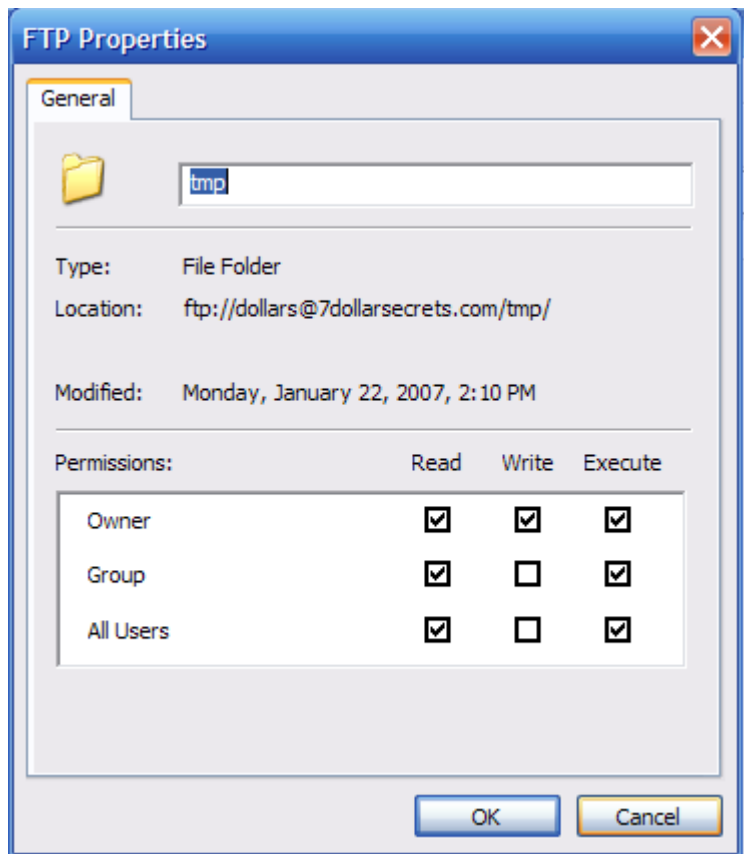 FTP Properties
General
tmp
Type: File Folder
Location: ftp://dollars@7dollarsecrets.com/tmp/
Modified: Monday, January 22, 2007, 2:10 PM
Permissions: Read Write Execute
Owner
Group
All Users
OK Cancel